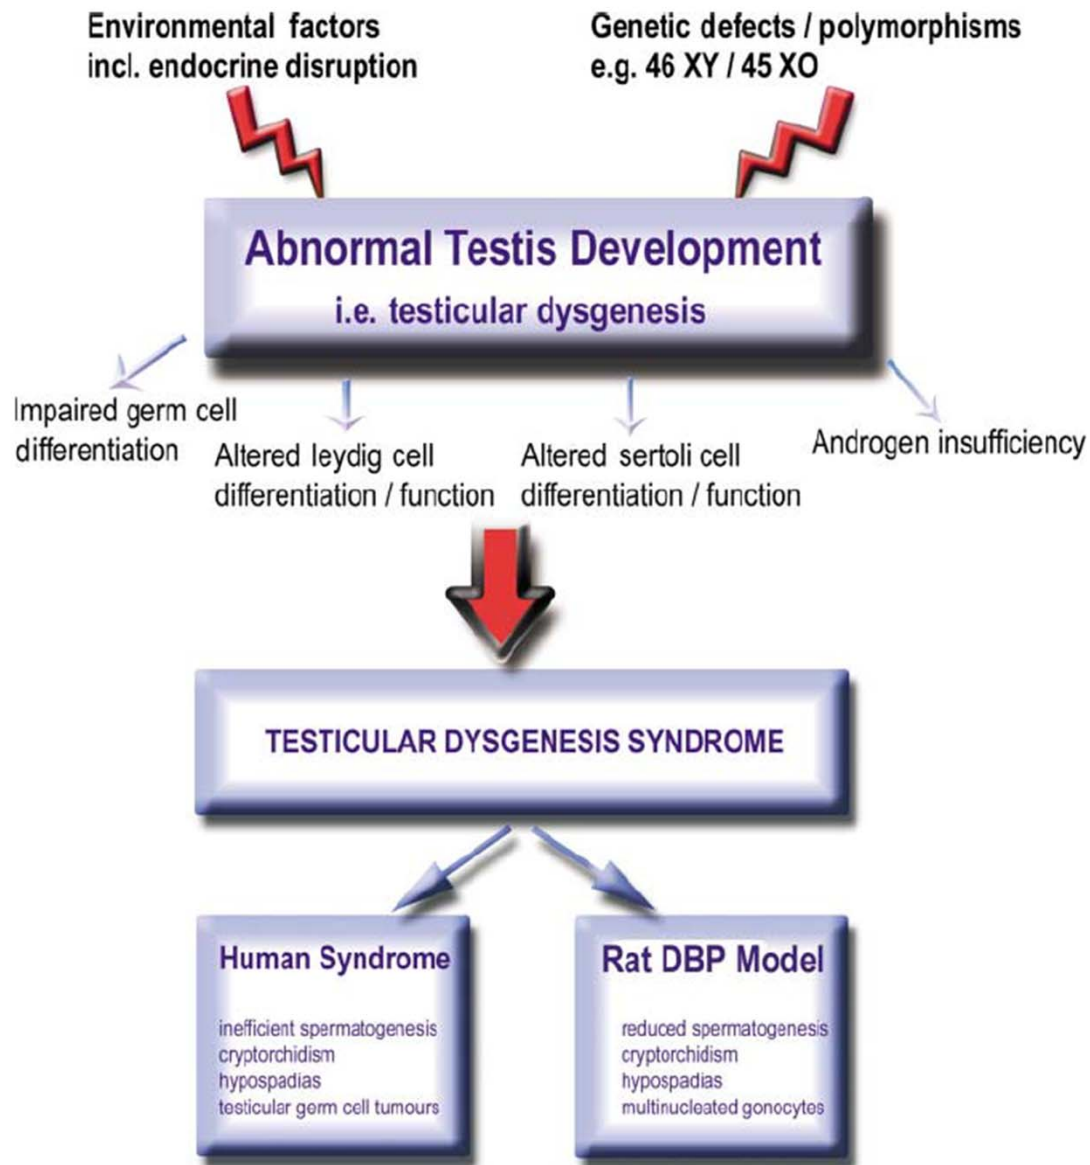 Environmental factors
incl. endocrine disruption
Genetic defects / polymorphisms
e.g. 46 XY / 45 XO
Abnormal Testis Development
i.e. testicular dysgenesis
Impaired germ cell
differentiation
Altered leydig cell
differentiation / function
Altered sertoli cell
differentiation / function
Androgen insufficiency
TESTICULAR DYSGENESIS SYNDROME
Human Syndrome
inefficient spermatogenesis
cryptorchidism
hypospadias
testicular germ cell tumours
Rat DBP Model
reduced spermatogenesis
cryptorchidism
hypospadias
multinucleated gonocytes